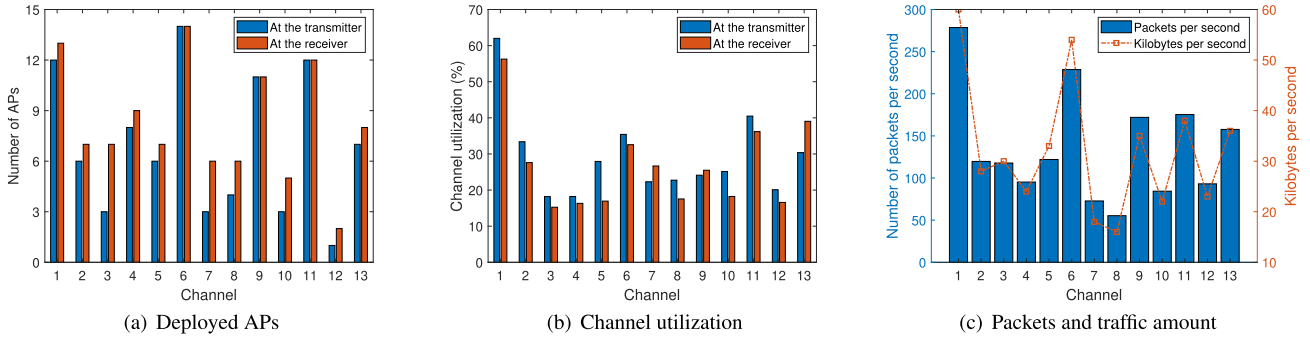 15
12
9
6
3
0
Number of APs
At the transmitter
At the receiver
1 2 3 4 5 6 7 8 9 10 11 12 13
Channel
(a) Deployed APs
70
60
50
40
30
20
10
0
Channel utilization (%)
At the transmitter
At the receiver
1 2 3 4 5 6 7 8 9 10 11 12 13
Channel
(b) Channel utilization
300
250
200
150
100
50
0
Number of packets per second
Packets per second
Kilobytes per second
60
50
40
30
20
10
Kilobytes per second
1 2 3 4 5 6 7 8 9 10 11 12 13
Channel
(c) Packets and traffic amount